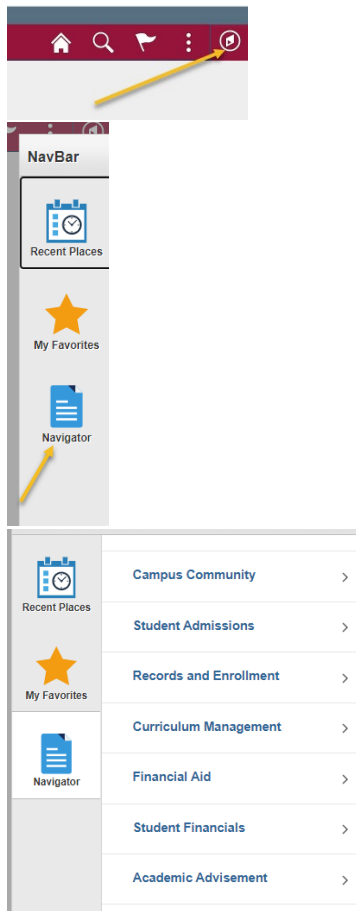 NavBar
Recent Places
My Favorites
Navigator
Recent Places
My Favorites
Navigator
Campus Community
Student Admissions
Records and Enrollment
Curriculum Management
Financial Aid
Student Financials
Academic Advisement